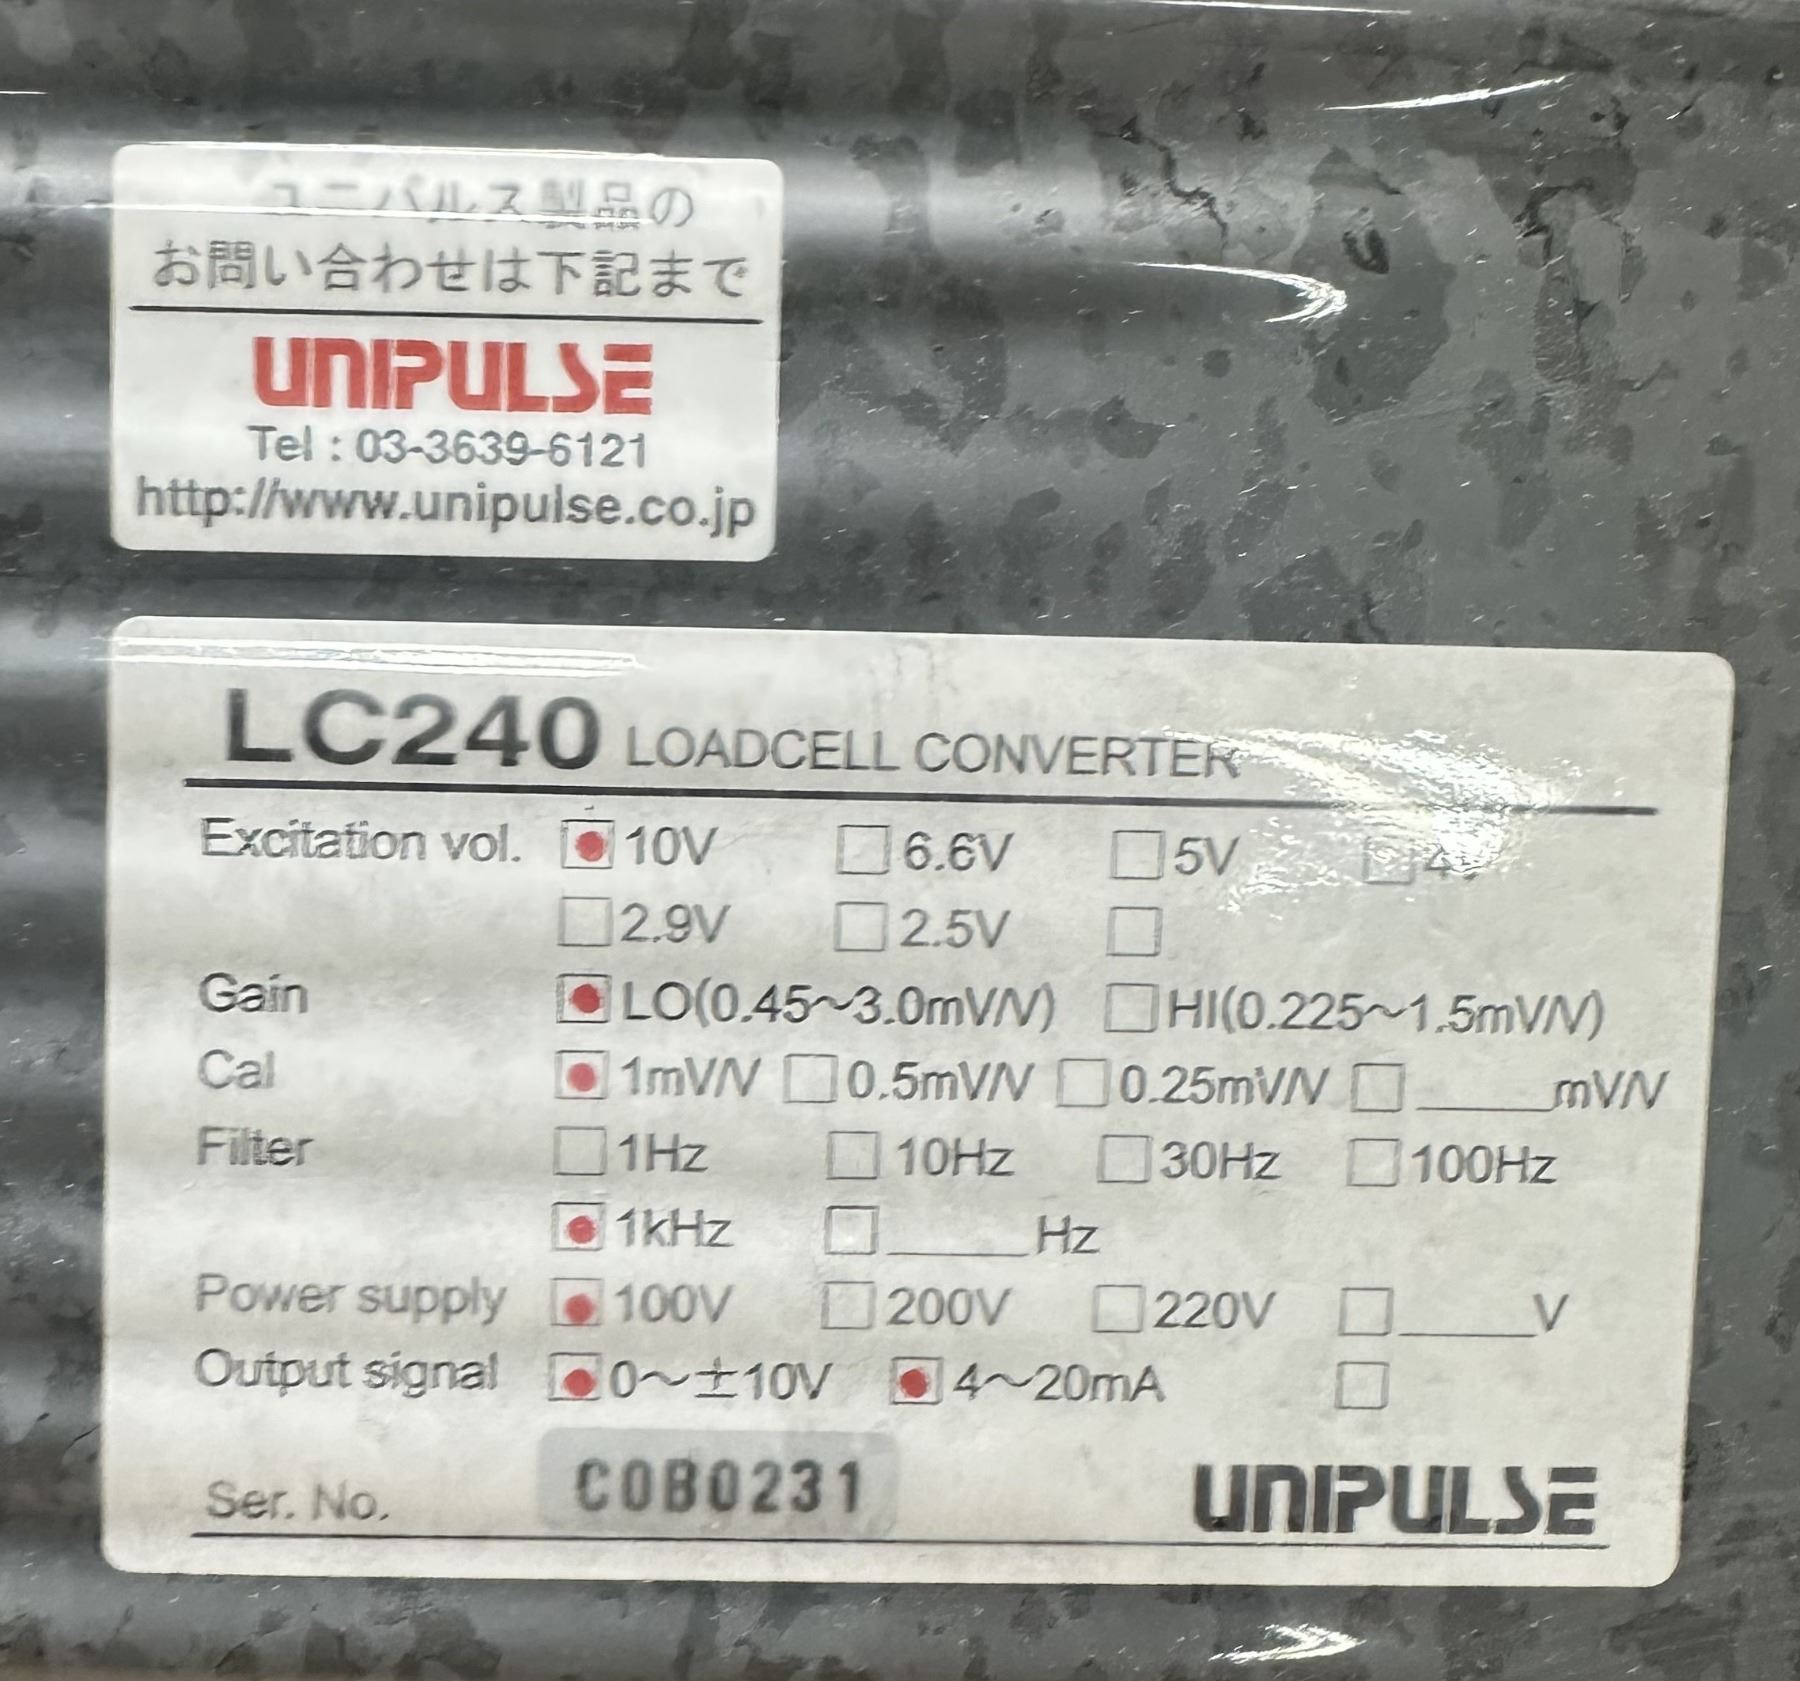 ユニパルス製品の
お問い合わせは下記まで
UNIPULSE
Tel : 03-3639-6121
http://www.unipulse.co.jp
LC240 LOADCELL CONVERTER
Excitation vol. 10V 6.6V 5V
2.9V 2.5V
Gain LO(0.45~3.0mV/V) HI(0.225~1.5mV/V)
Cal 1mV/V 0.5mV/V 0.25mV/V ____mV/V
Filter 1Hz 10Hz 30Hz 100Hz
1kHz ____Hz
Power supply 100V 200V 220V ____V
Output signal 0~±10V 4~20mA
Ser. No. C0B0231 UNIPULSE